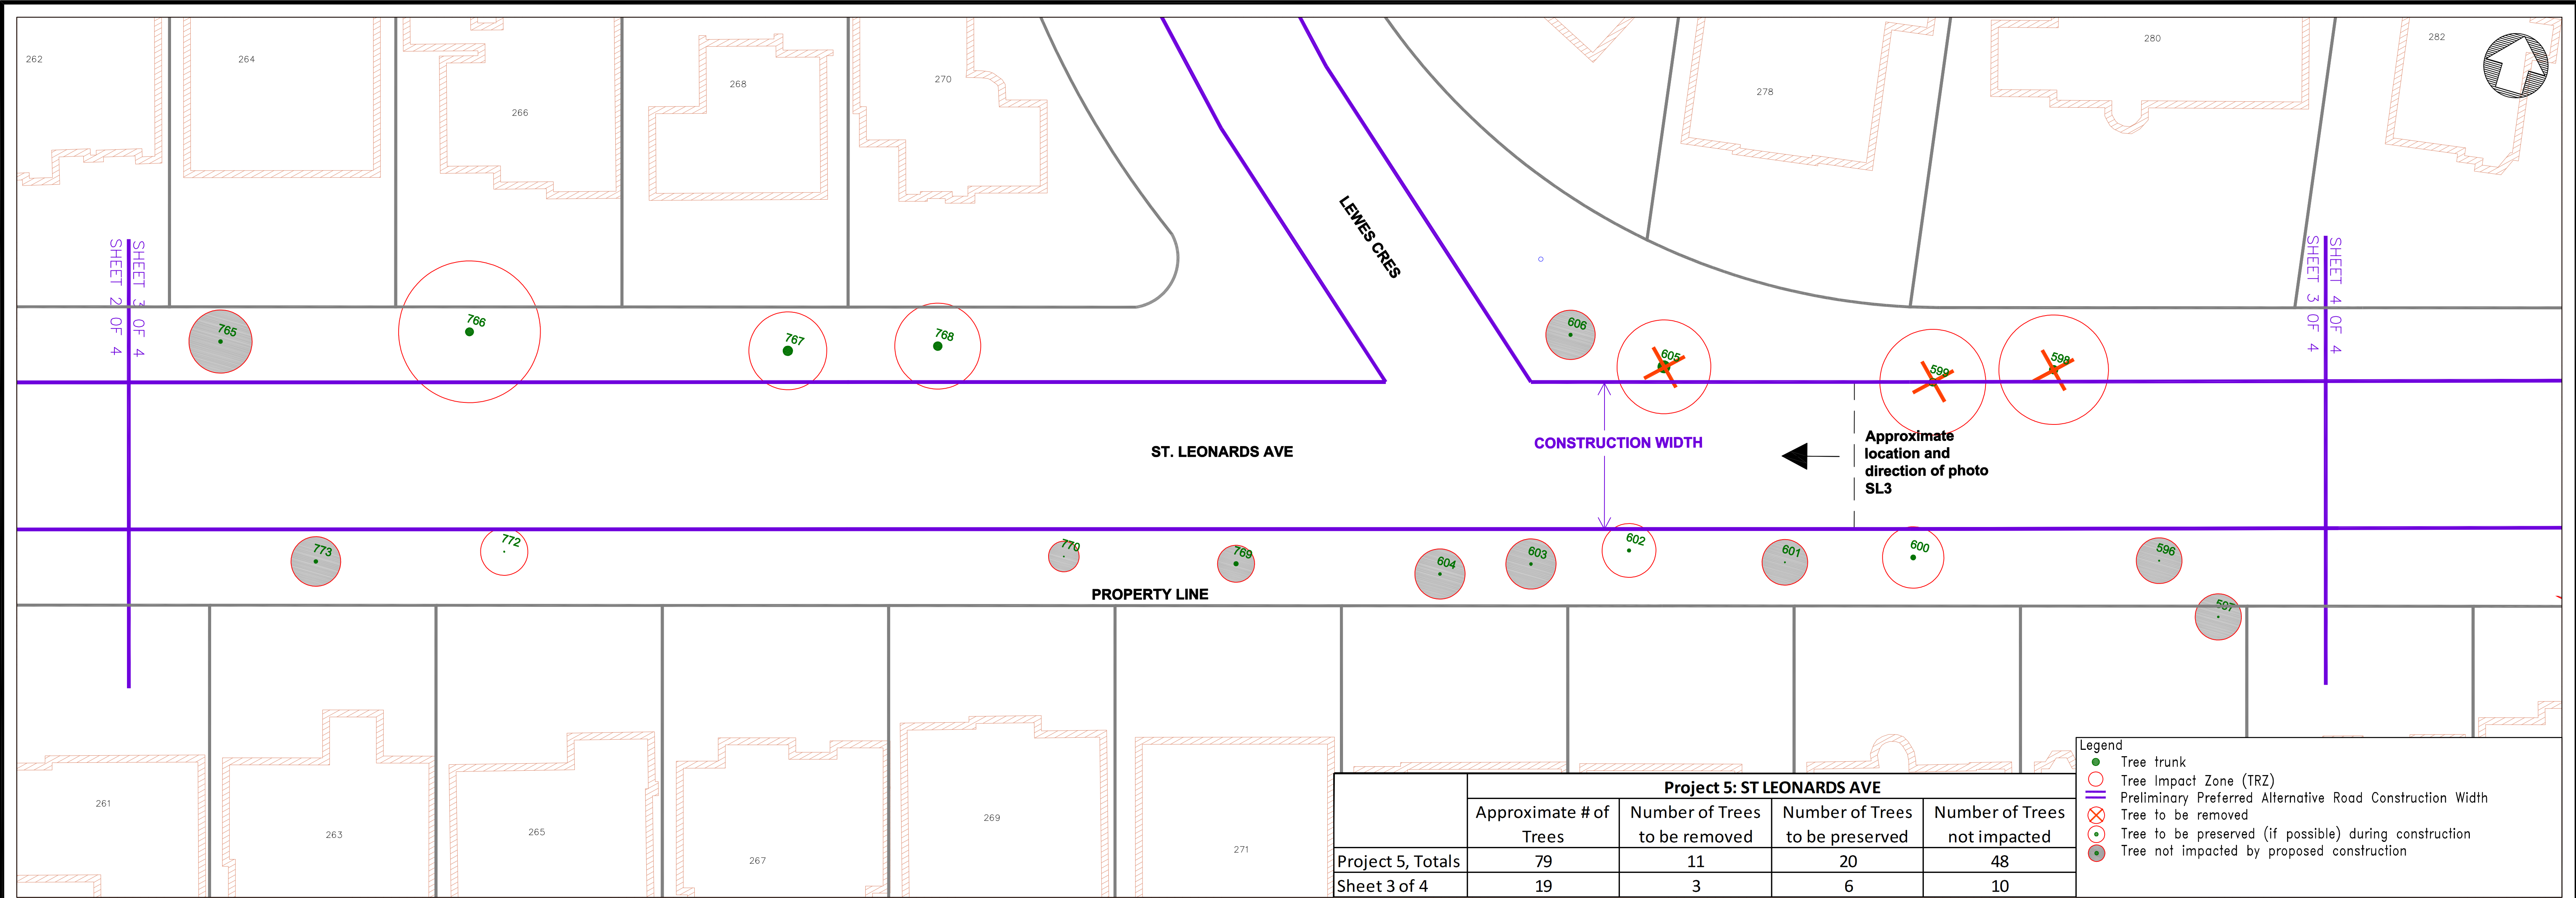 262
264
266
268
270
278
280
282
LEWES CRES
SHEET 3 OF 4
SHEET 2 OF 4
SHEET 4 OF 4
SHEET 3 OF 4
765
766
767
768
606
605
599
598
ST. LEONARDS AVE
CONSTRUCTION WIDTH
Approximate
location and
direction of photo
SL3
773
772
770
769
604
603
602
601
600
596
597
PROPERTY LINE
261
263
265
267
269
271
Project 5: ST LEONARDS AVE
Approximate # of Trees
Number of Trees to be removed
Number of Trees to be preserved
Number of Trees not impacted
Project 5, Totals 79 11 20 48
Sheet 3 of 4 19 3 6 10
Legend
Tree trunk
Tree Impact Zone (TRZ)
Preliminary Preferred Alternative Road Construction Width
Tree to be removed
Tree to be preserved (if possible) during construction
Tree not impacted by proposed construction